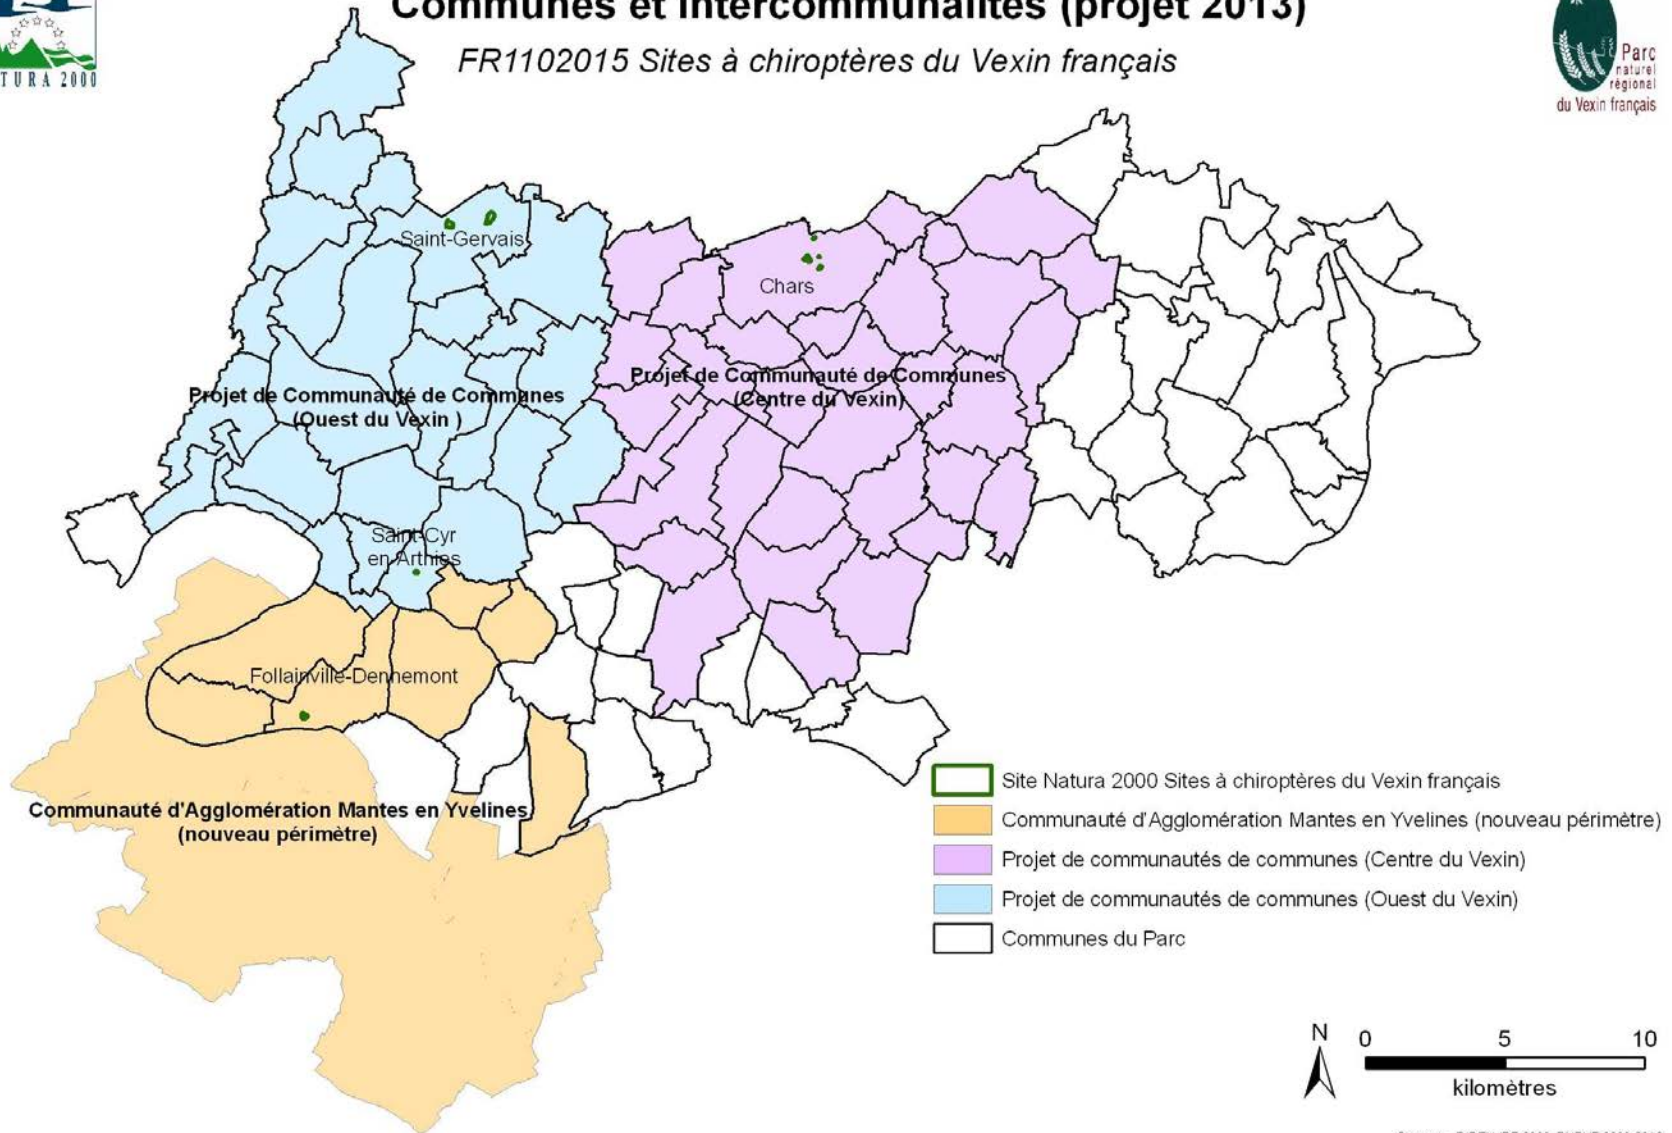 Communes et intercommunalités (projet 2013)
FR1102015 Sites à chiroptères du Vexin français
TURA 2000
Parc
naturel
régional
du Vexin français
Saint-Gervais
Chars
Projet de Communauté de Communes
(Ouest du Vexin )
Projet de Communauté de Communes
(Centre du Vexin)
Saint-Cyr
en-Arthies
Follainville-Dennemont
Communauté d'Agglomération Mantes en Yvelines
(nouveau périmètre)
Site Natura 2000 Sites à chiroptères du Vexin français
Communauté d'Agglomération Mantes en Yvelines (nouveau périmètre)
Projet de communautés de communes (Centre du Vexin)
Projet de communautés de communes (Ouest du Vexin)
Communes du Parc
N
0 5 10
kilomètres